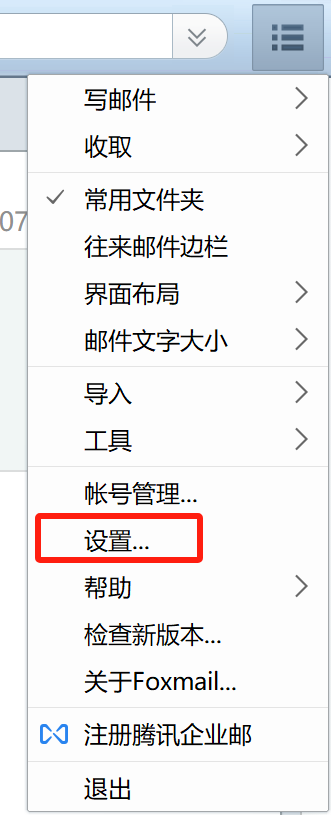 写邮件
收取
07
常用文件夹
往来邮件边栏
界面布局
邮件文字大小
导入
工具
帐号管理...
设置...
帮助
检查新版本...
关于Foxmail...
注册腾讯企业邮
退出